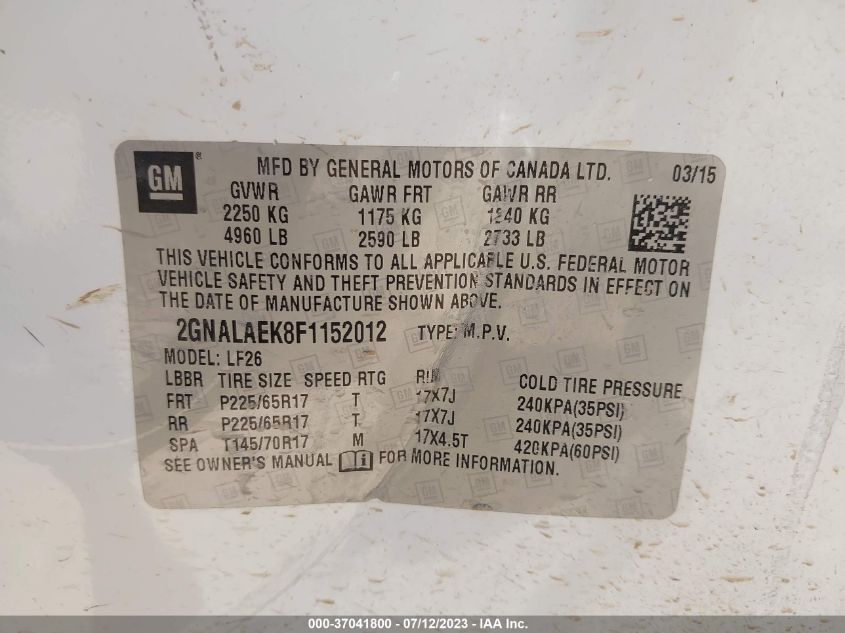 GM®
MFD BY GENERAL MOTORS OF CANADA LTD. 03/15
GVWR GAWR FRT GAWR RR
2250 KG 1175 KG 1240 KG
4960 LB 2590 LB 2733 LB
THIS VEHICLE CONFORMS TO ALL APPLICABLE U.S. FEDERAL MOTOR
VEHICLE SAFETY AND THEFT PREVENTION STANDARDS IN EFFECT ON
THE DATE OF MANUFACTURE SHOWN ABOVE.
2GNALAEK8F1152012 TYPE: M.P.V.
MODEL: LF26
LBBR TIRE SIZE SPEED RTG RIM COLD TIRE PRESSURE
FRT P225/65R17 T 17X7J 240KPA(35PSI)
RR P225/65R17 T 17X7J 240KPA(35PSI)
SPA T145/70R17 M 17X4.5T 420KPA(60PSI)
SEE OWNER'S MANUAL FOR MORE INFORMATION.
000-37041800 - 07/12/2023 - IAA Inc.